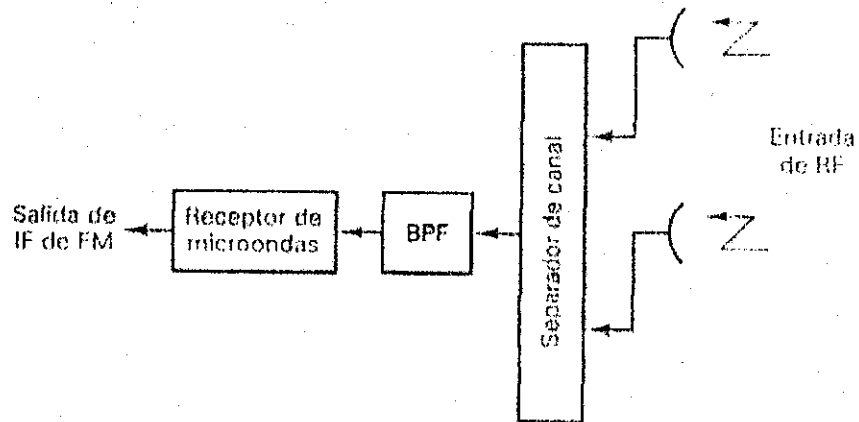 Entrada
de RF
Separador de canal
BPF
Receptor de
microondas
Salida de
IF de FM